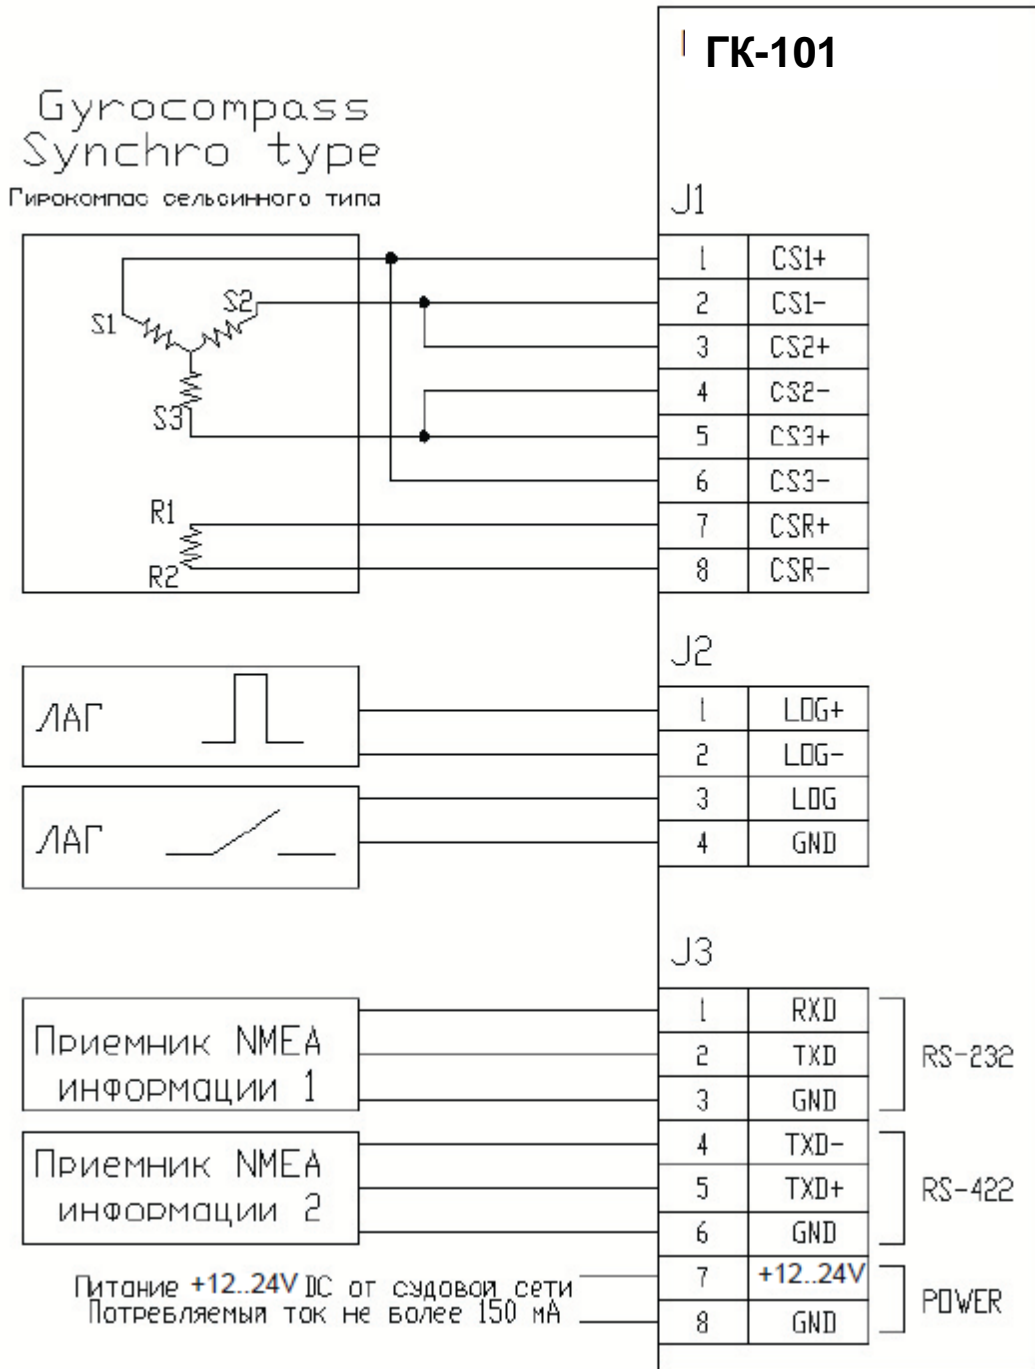 ГК-101
Gyrocompass
Synchro type
Гирокомпас сельсинного типа
J1
1 CS1+
S1 S2
2 CS1-
3 CS2+
4 CS2-
S3
5 CS3+
6 CS3-
R1
7 CSR+
R2
8 CSR-
J2
ЛАГ
1 LOG+
2 LOG-
ЛАГ
3 LOG
4 GND
J3
Приемник NMEA
информации 1
1 RXD
2 TXD
3 GND
RS-232
Приемник NMEA
информации 2
4 TXD-
5 TXD+
6 GND
RS-422
Питание +12..24V DC от судовой сети
Потребляемый ток не более 150 мА
7 +12..24V
8 GND
POWER